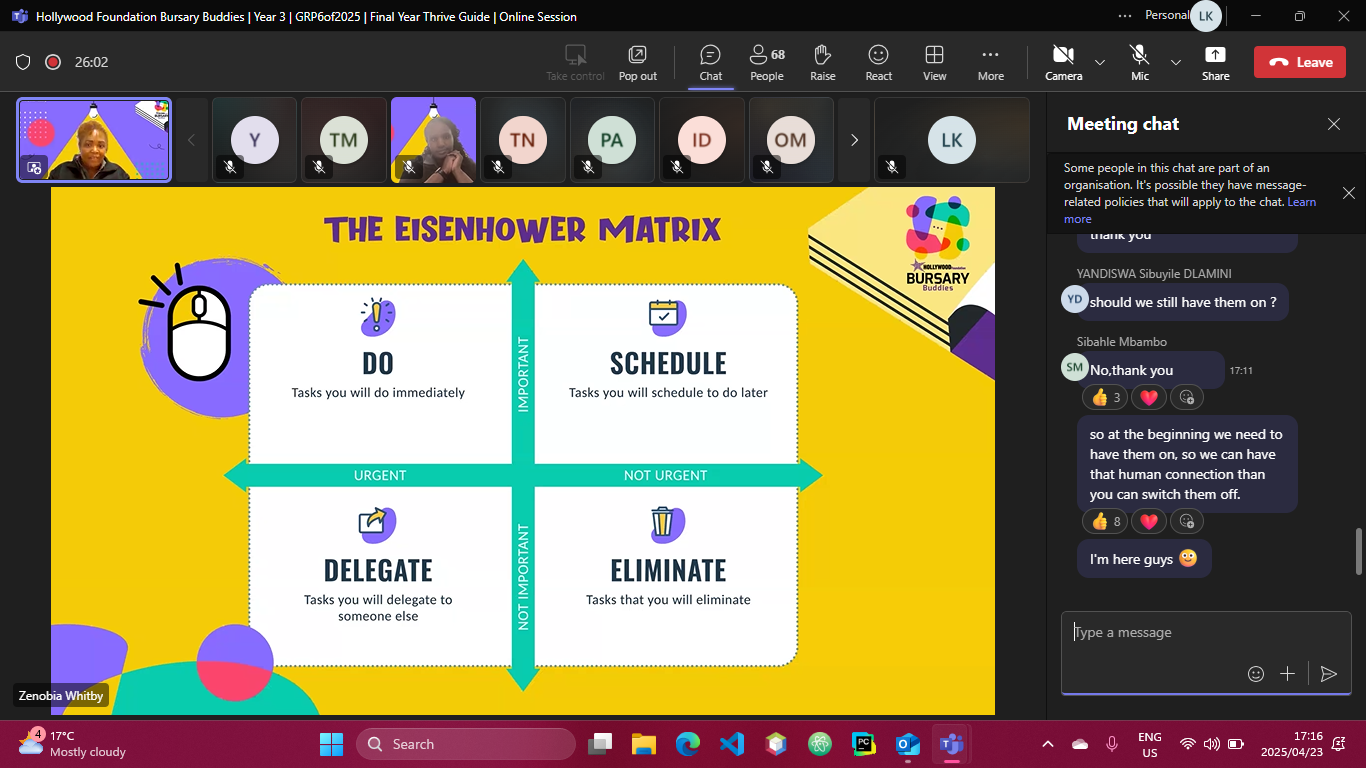 Hollywood Foundation Bursary Buddies | Year 3 | GRP6of2025 | Final Year Thrive Guide | Online Session
Personal
LK
26:02
Take control
Pop out
Chat
People
68
Raise
React
View
More
Camera
Mic
Share
Leave
Y
TM
TN
PA
ID
OM
LK
THE EISENHOWER MATRIX
HOLLYWOOD foundation
BURSARY
Buddies
DO
Tasks you will do immediately
IMPORTANT
SCHEDULE
Tasks you will schedule to do later
URGENT
NOT URGENT
DELEGATE
Tasks you will delegate to
someone else
NOT IMPORTANT
ELIMINATE
Tasks that you will eliminate
Zenobia Whitby
Meeting chat
Some people in this chat are part of an
organisation. It's possible they have message-
related policies that will apply to the chat. Learn
more
thank you
YANDISWA Sibuyile DLAMINI
YD
should we still have them on ?
Sibahle Mbambo
SM
No,thank you
17:11
3
so at the beginning we need to
have them on, so we can have
that human connection than
you can switch them off.
8
I'm here guys
Type a message
4
17°C
Mostly cloudy
Search
PC
ENG
US
17:16
2025/04/23